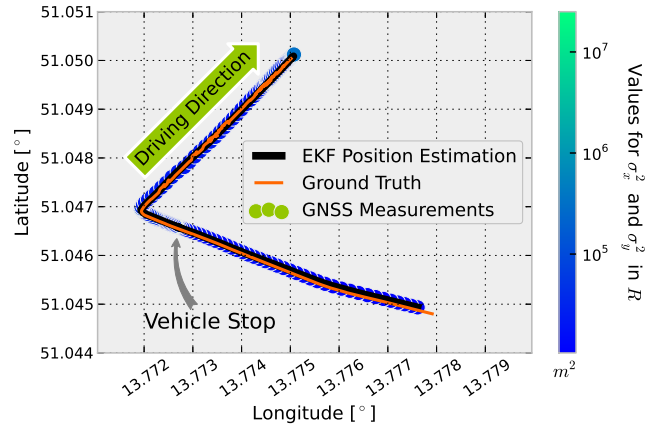 51.051
51.050
51.049
51.048
51.047
51.046
51.045
51.044
Latitude [°]
Driving Direction
EKF Position Estimation
Ground Truth
GNSS Measurements
Vehicle Stop
13.772
13.773
13.774
13.775
13.776
13.777
13.778
13.779
Longitude [°]
10⁷
10⁶
10⁵
m²
Values for σₓ² and σᵧ² in R